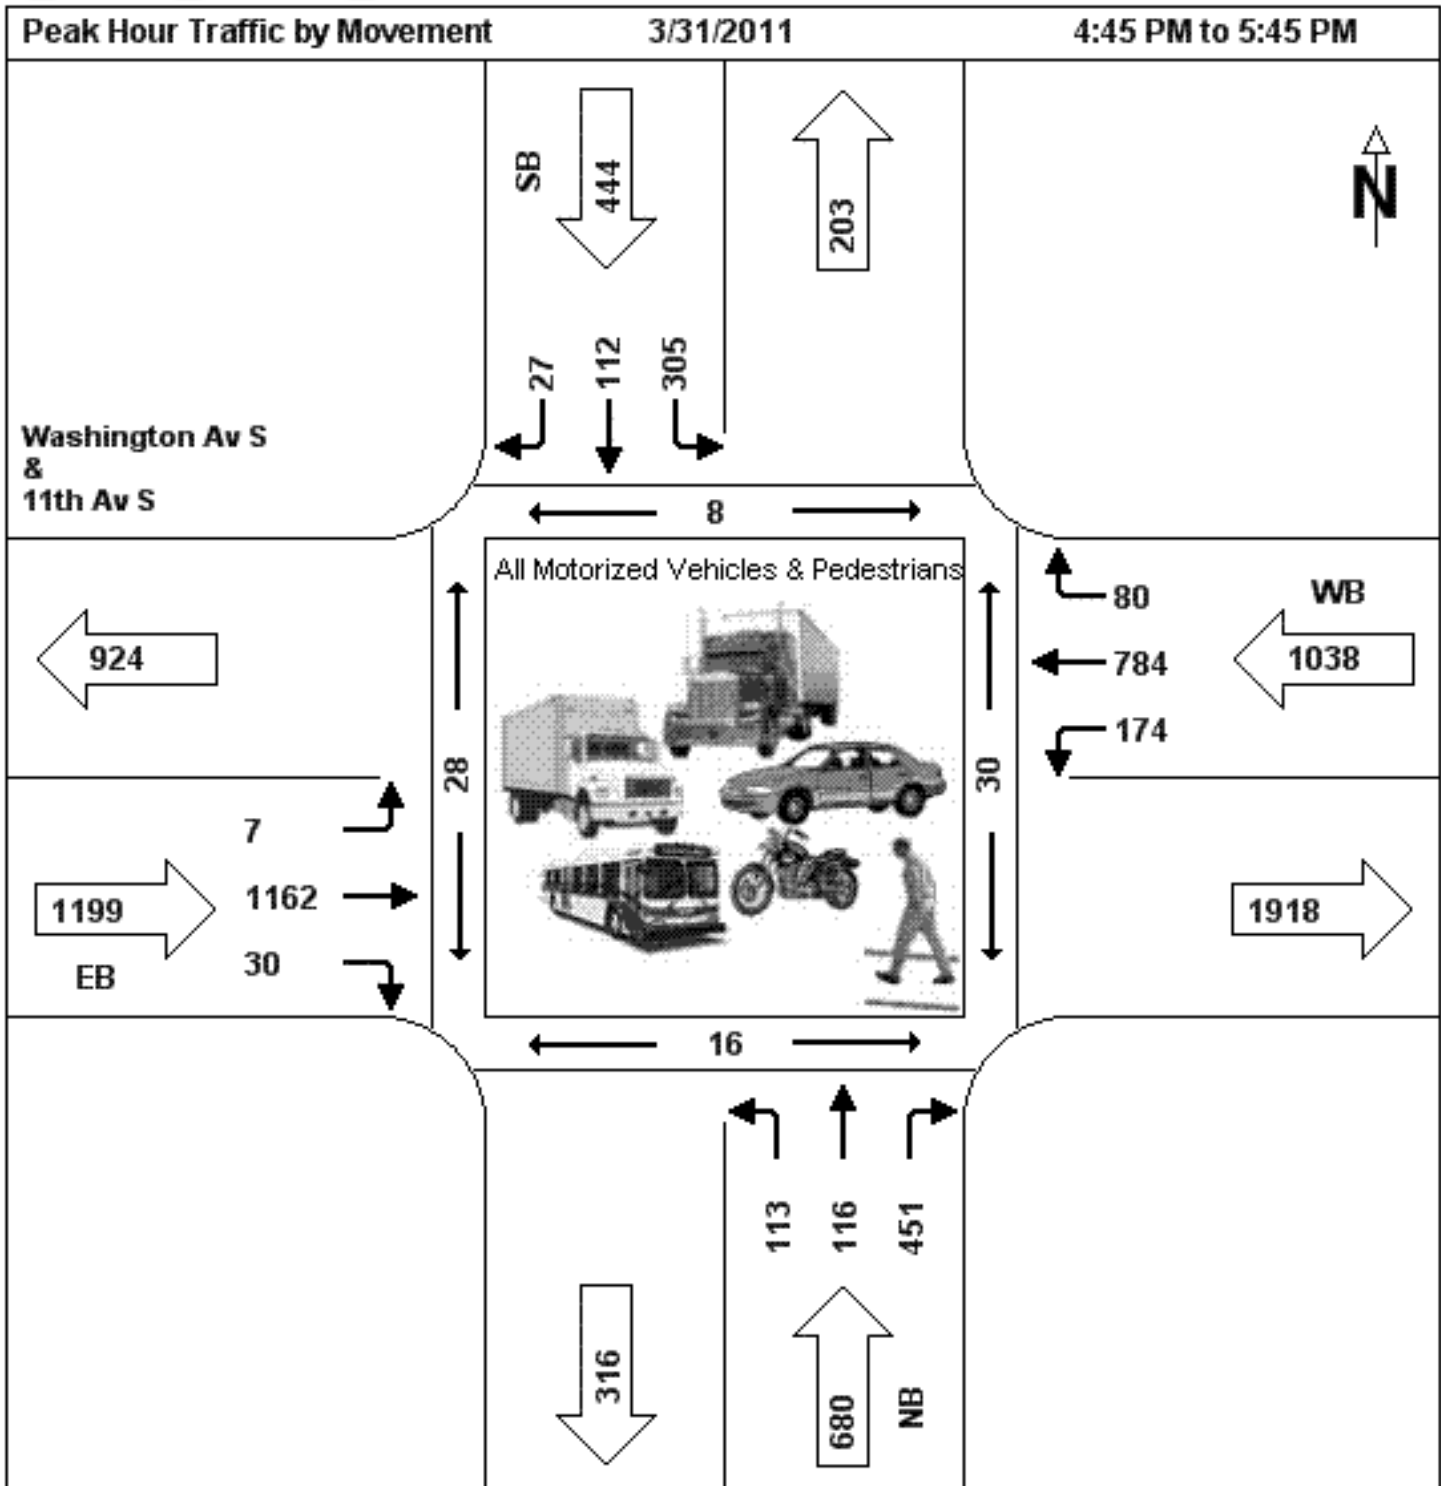 Peak Hour Traffic by Movement 3/31/2011 4:45 PM to 5:45 PM
SB
444
203
N
27 112 305
Washington Av S
&
11th Av S
8
All Motorized Vehicles & Pedestrians
80
WB
924
784
1038
174
28
30
7
1162
1199
1918
30
EB
16
113 116 451
316
680
NB